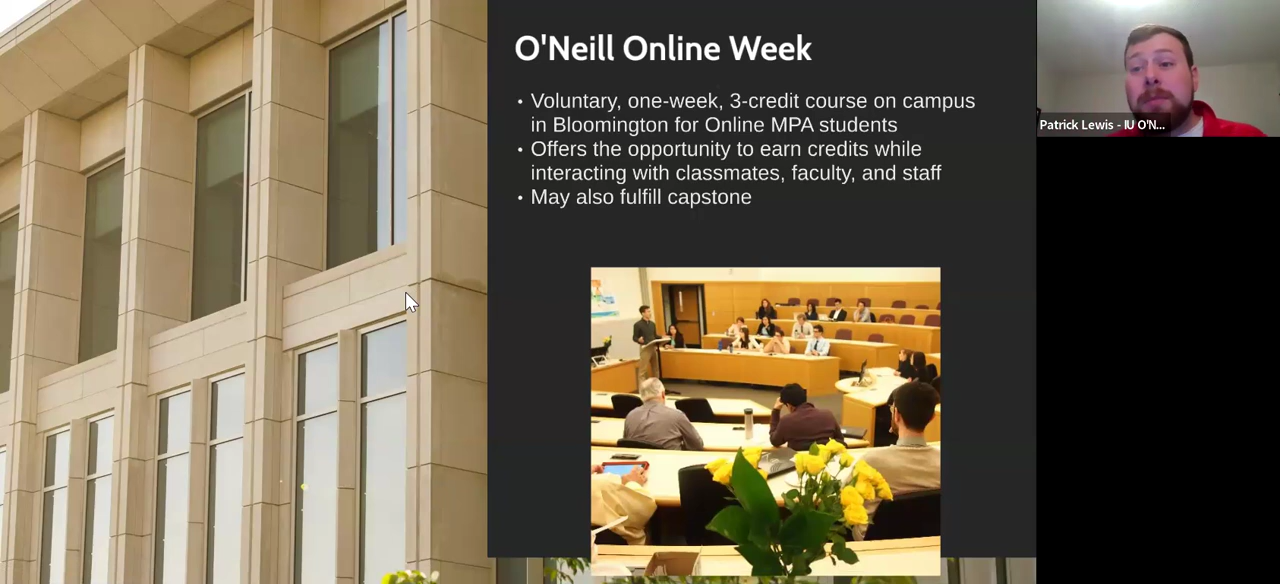 O'Neill Online Week
• Voluntary, one-week, 3-credit course on campus
in Bloomington for Online MPA students
• Offers the opportunity to earn credits while
interacting with classmates, faculty, and staff
• May also fulfill capstone
Patrick Lewis - IU O'N...